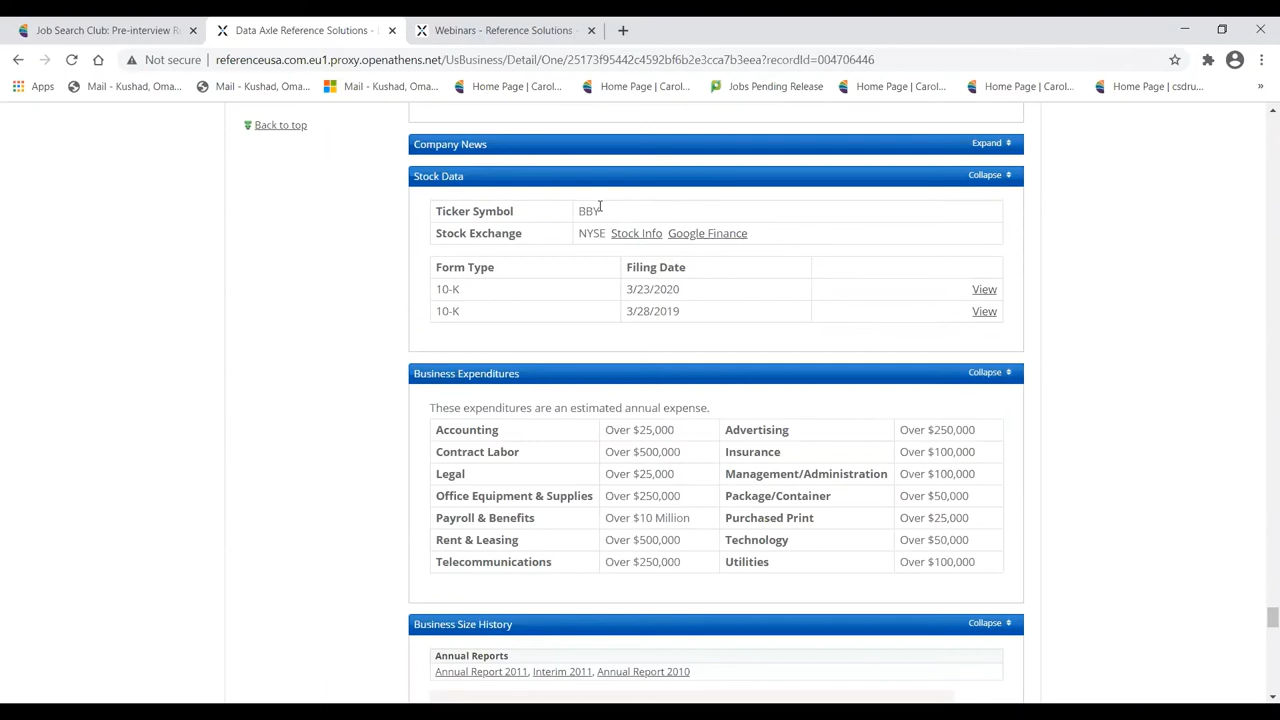 Job Search Club: Pre-interview R
Data Axle Reference Solutions -
Webinars - Reference Solutions -
Not secure
referenceusa.com.eu1.proxy.openathens.net/UsBusiness/Detail/One/25173f95442c4592bf6b2e3cca7b3eea?recordId=004706446
Apps
Mail - Kushad, Oma...
Mail - Kushad, Oma...
Mail - Kushad, Oma...
Home Page | Carol...
Home Page | Carol...
Jobs Pending Release
Home Page | Carol...
Home Page | Carol...
Home Page | csdru...
»
Back to top
Company News Expand
Stock Data Collapse
Ticker Symbol BBY
Stock Exchange NYSE Stock Info Google Finance
Form Type Filing Date
10-K 3/23/2020 View
10-K 3/28/2019 View
Business Expenditures Collapse
These expenditures are an estimated annual expense.
Accounting Over $25,000 Advertising Over $250,000
Contract Labor Over $500,000 Insurance Over $100,000
Legal Over $25,000 Management/Administration Over $100,000
Office Equipment & Supplies Over $250,000 Package/Container Over $50,000
Payroll & Benefits Over $10 Million Purchased Print Over $25,000
Rent & Leasing Over $500,000 Technology Over $50,000
Telecommunications Over $250,000 Utilities Over $100,000
Business Size History Collapse
Annual Reports
Annual Report 2011, Interim 2011, Annual Report 2010